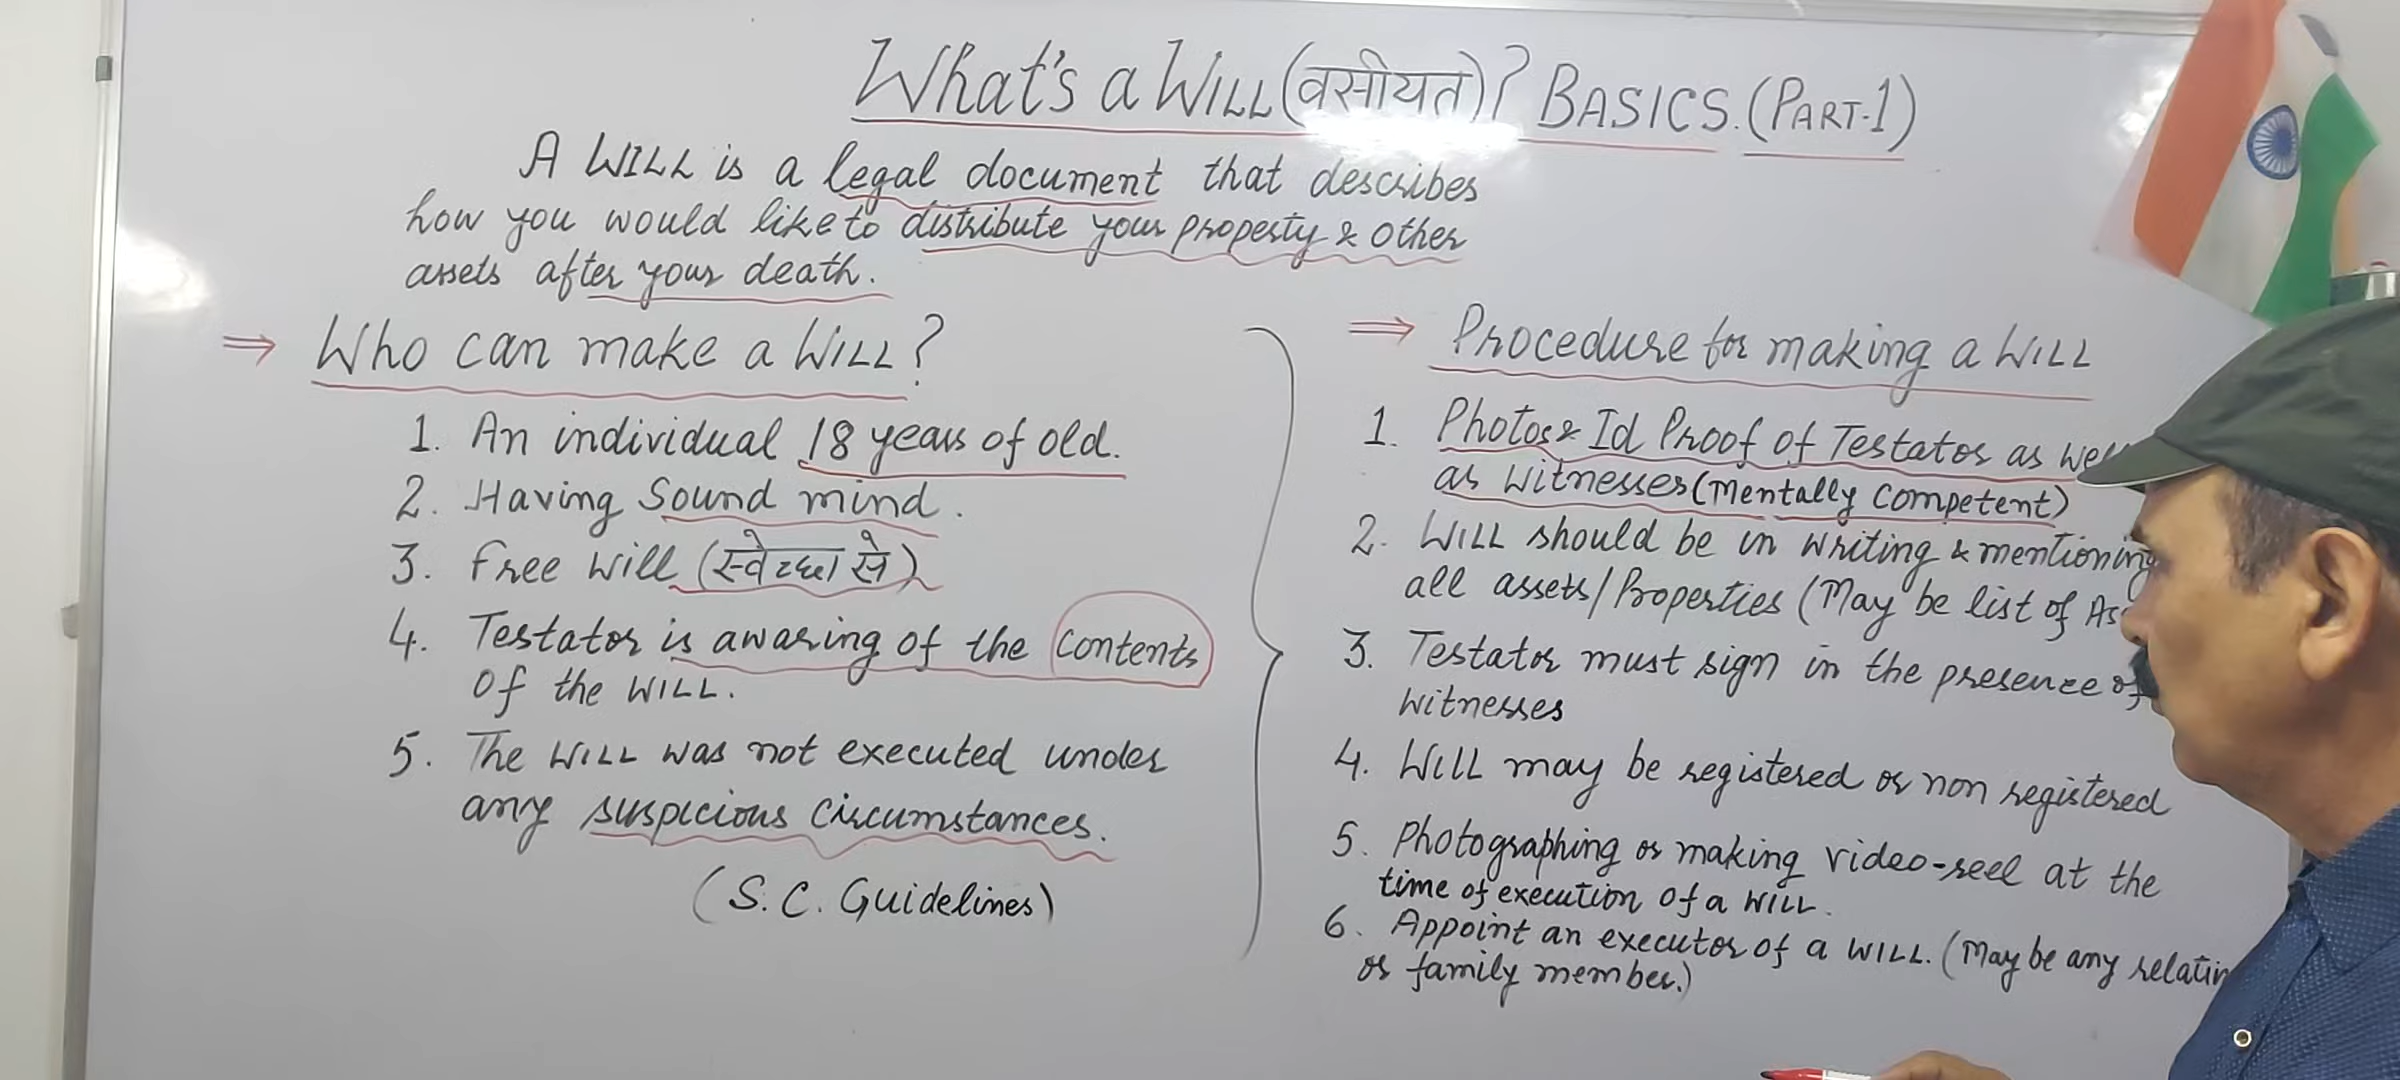 What's a WILL (वसीयत)? BASICS. (PART-1)
A WILL is a legal document that describes
how you would like to distribute your property & other
assets after your death.
⇒ Who can make a WILL?
1. An individual 18 years of old.
2. Having Sound mind.
3. Free will (स्वेच्छा से)
4. Testator is awaring of the contents
of the WILL.
5. The WILL was not executed under
any suspicious circumstances.
(S.C. Guidelines)
⇒ Procedure for making a WILL
1. Photos & Id Proof of Testator as
as witnesses (Mentally Competent)
2. WILL should be in writing & mentioning
all assets/Properties (May be list of
3. Testator must sign in the presence of
witnesses
4. WILL may be registered or non registered
5. Photographing or making video-reel at the
time of execution of a WILL.
6. Appoint an executor of a WILL. (May be any
or family member.)